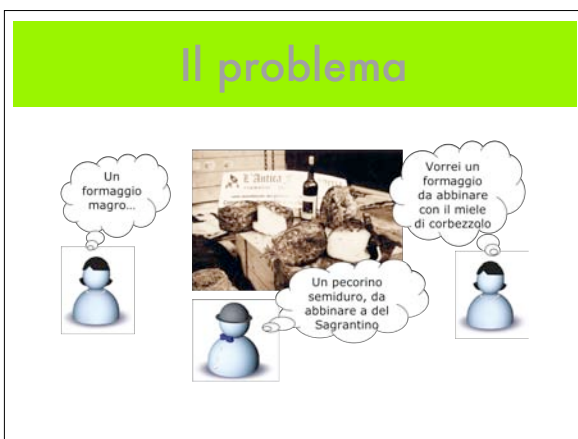 Il problema
Un
formaggio
magro...
L'Antica
Vorrei un
formaggio
da abbinare
con il miele
di corbezzolo
Un pecorino
semiduro, da
abbinare a del
Sagrantino